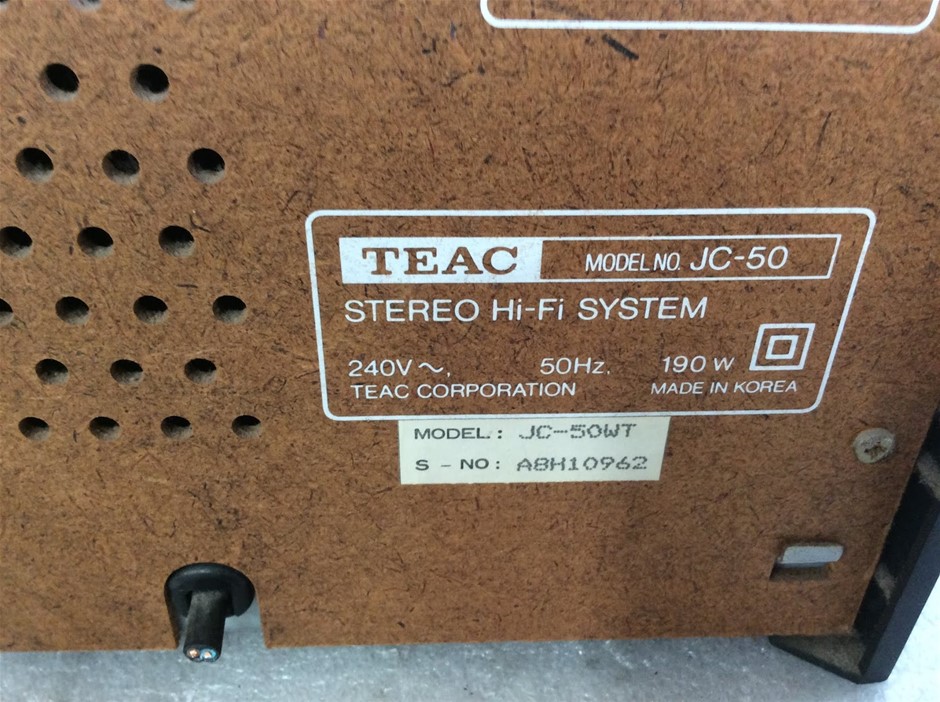 TEAC MODEL NO. JC-50
STEREO Hi-Fi SYSTEM
240V ~, 50Hz, 190 W
TEAC CORPORATION MADE IN KOREA
MODEL: JC-50WT
S - NO: A8H10962